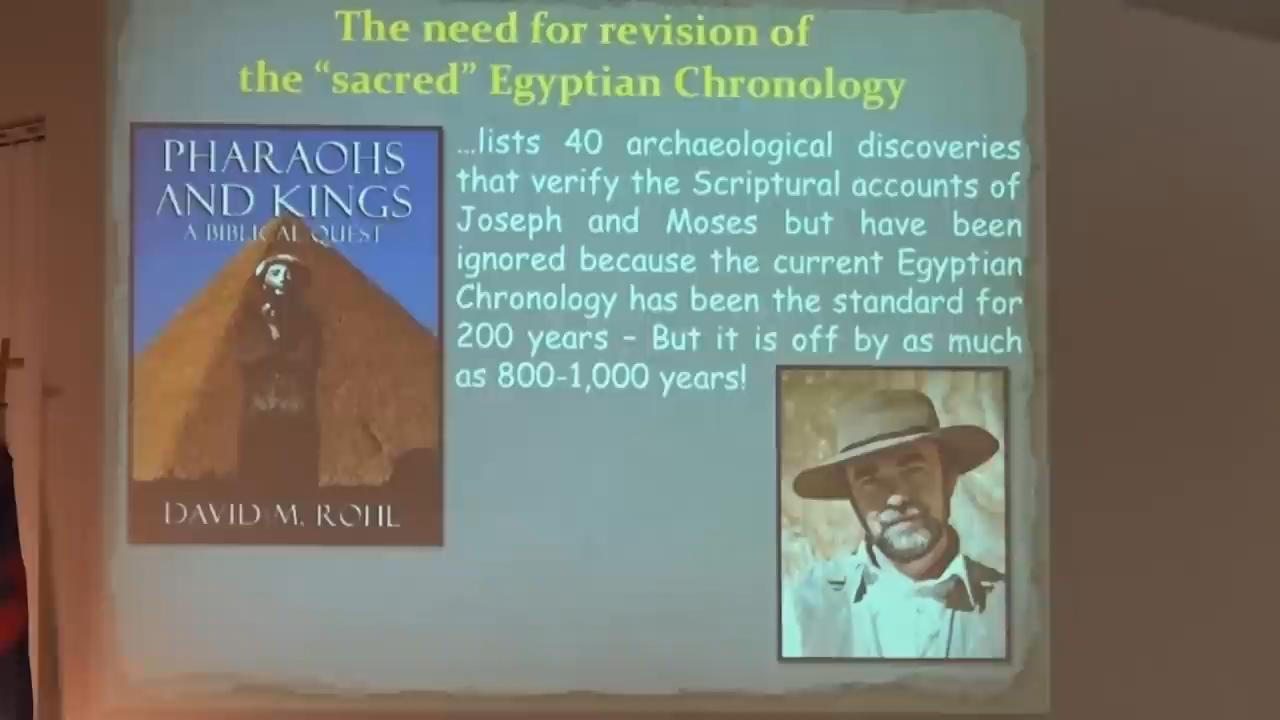 The need for revision of
the “sacred” Egyptian Chronology
PHARAOHS
AND KINGS
A BIBLICAL QUEST
DAVID M. ROHL
...lists 40 archaeological discoveries
that verify the Scriptural accounts of
Joseph and Moses but have been
ignored because the current Egyptian
Chronology has been the standard for
200 years – But it is off by as much
as 800-1,000 years!